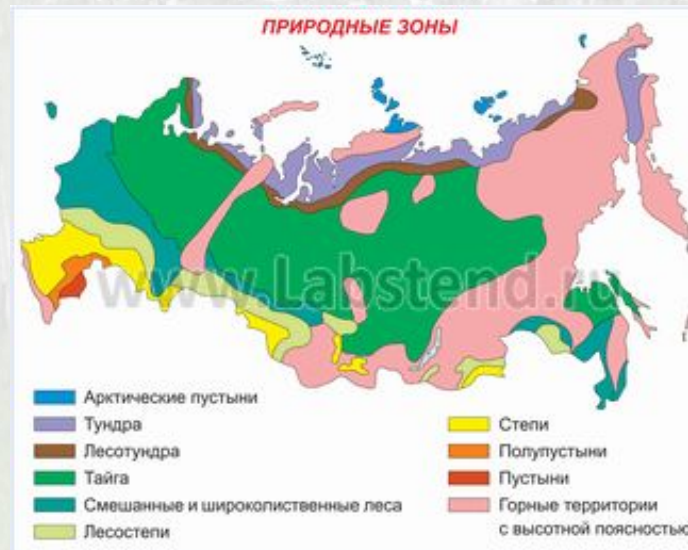 ПРИРОДНЫЕ ЗОНЫ
www.Labstend.ru
Арктические пустыни
Тундра
Лесотундра
Тайга
Смешанные и широколиственные леса
Лесостепи
Степи
Полупустыни
Пустыни
Горные территории
с высотной поясностью